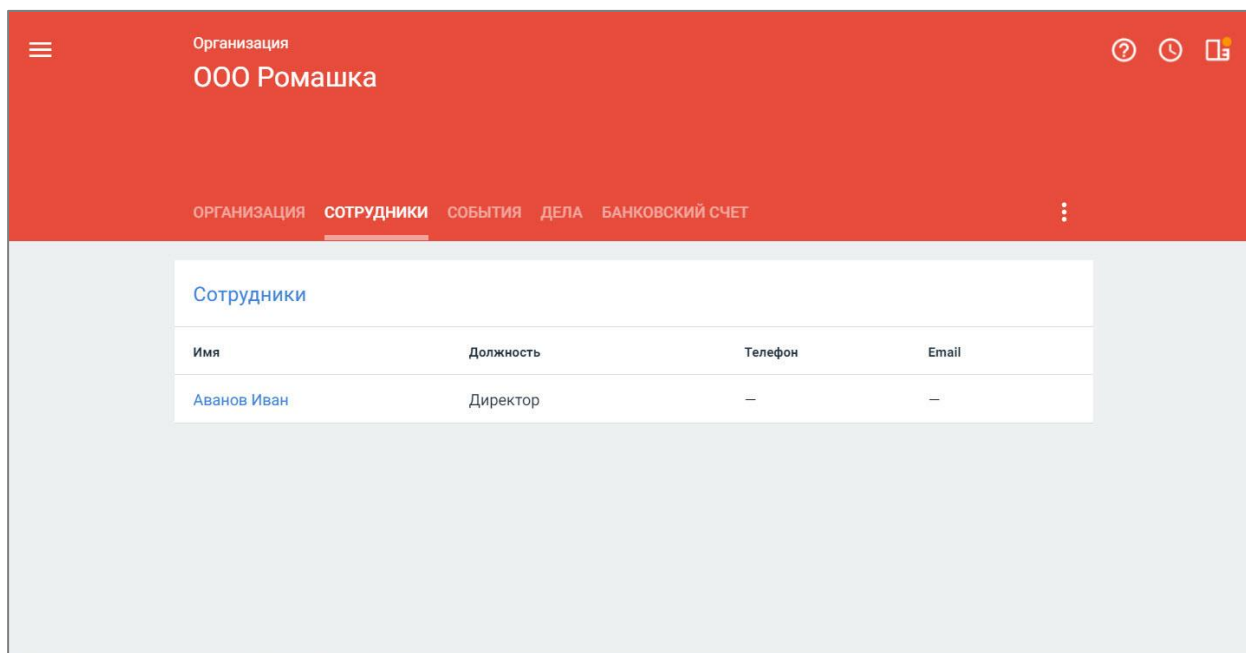 Организация
ООО Ромашка
ОРГАНИЗАЦИЯ СОТРУДНИКИ СОБЫТИЯ ДЕЛА БАНКОВСКИЙ СЧЕТ
Сотрудники
Имя Должность Телефон Email
Аванов Иван Директор — —